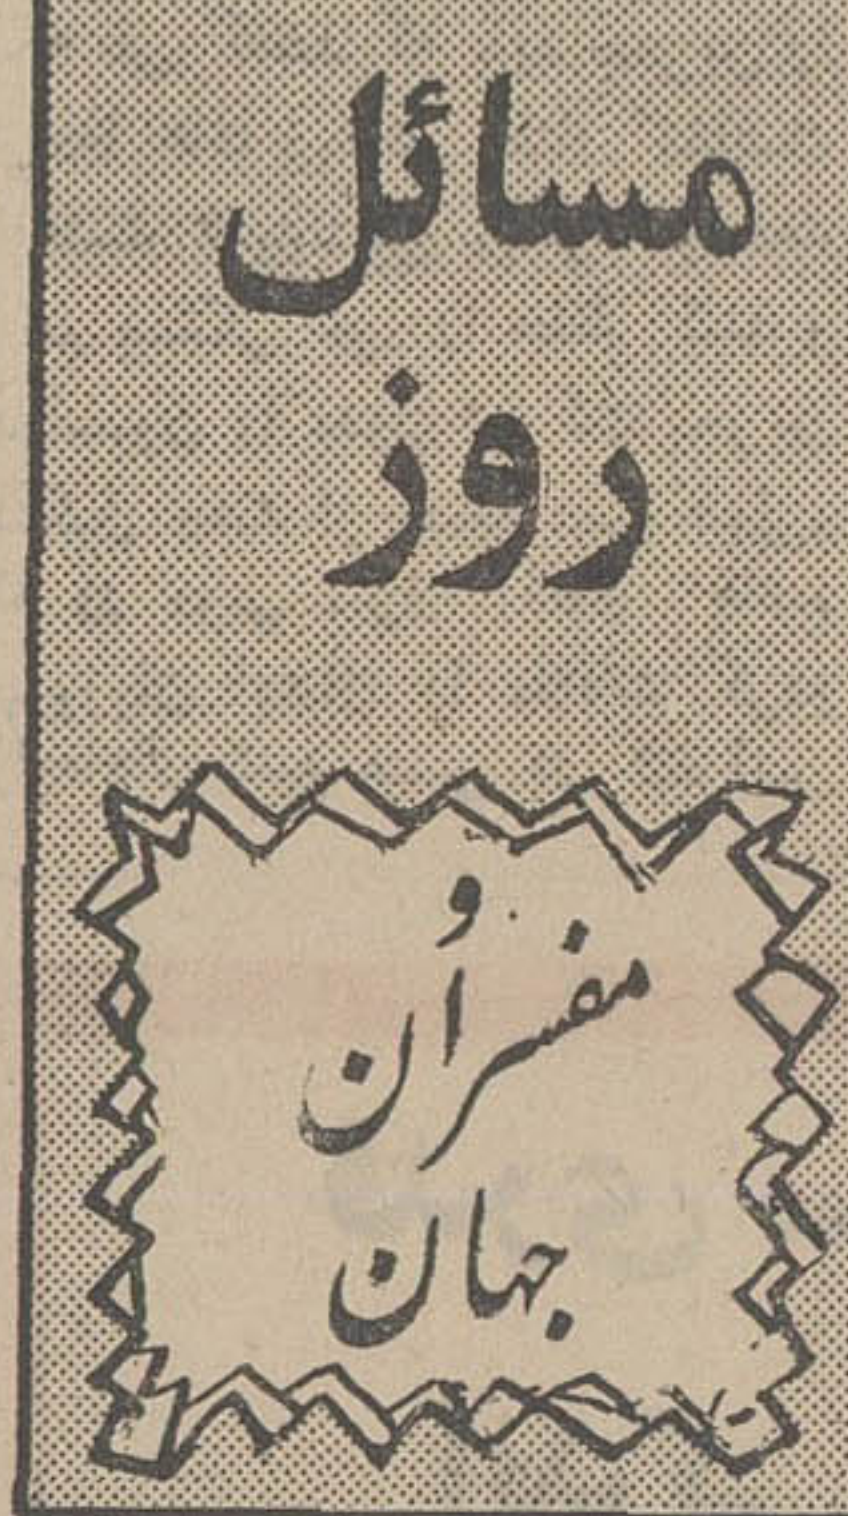 مسائل
روز
و
مفسران
جهان